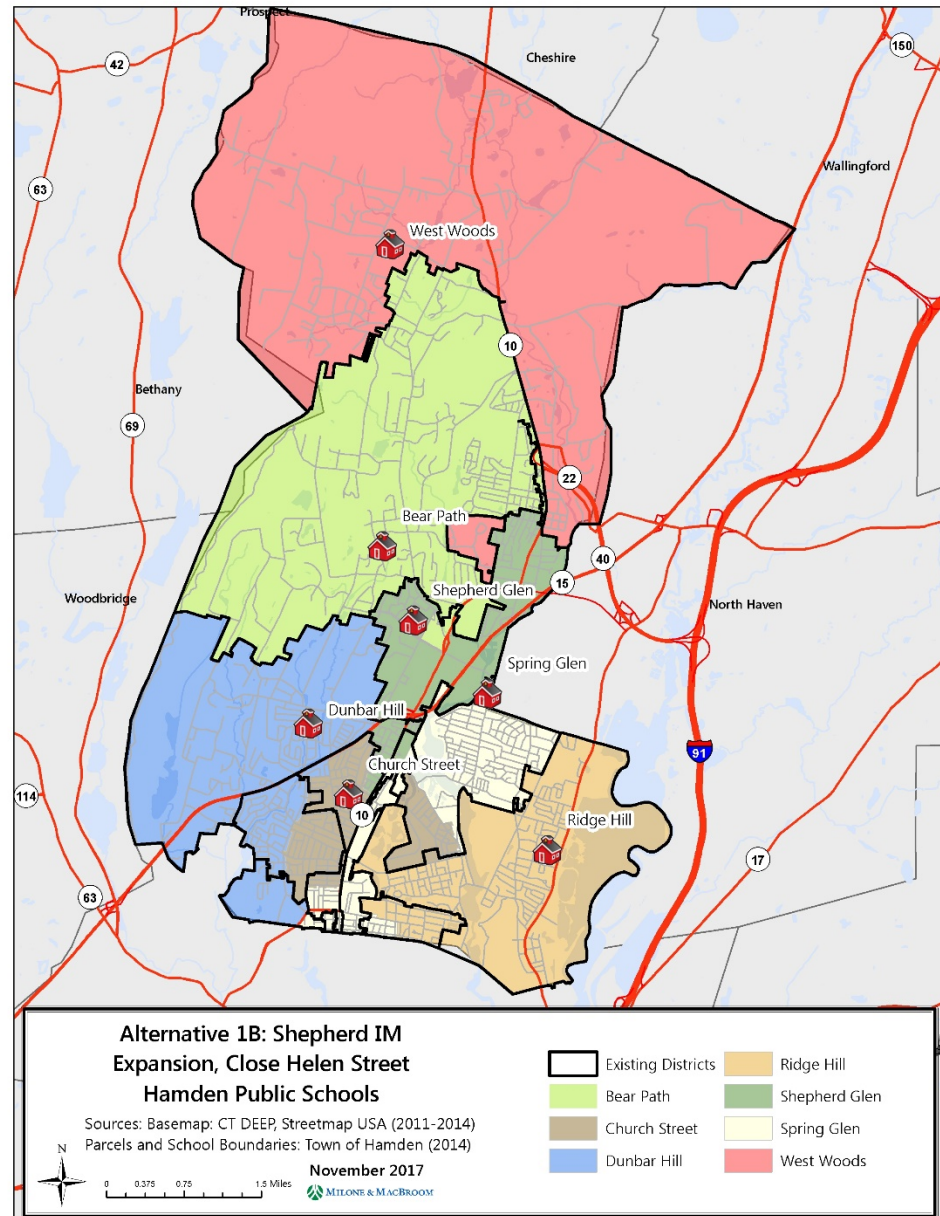 Prospect
42
Cheshire
150
Wallingford
63
West Woods
10
Bethany
69
22
Bear Path
40
15
Woodbridge
Shepherd Glen
North Haven
Spring Glen
Dunbar Hill
91
Church Street
114
10
Ridge Hill
17
63
Alternative 1B: Shepherd IM
Expansion, Close Helen Street
Hamden Public Schools
Sources: Basemap: CT DEEP, Streetmap USA (2011-2014)
Parcels and School Boundaries: Town of Hamden (2014)
November 2017
N
0 0.375 0.75 1.5 Miles
MILONE & MACBROOM
Existing Districts
Bear Path
Church Street
Dunbar Hill
Ridge Hill
Shepherd Glen
Spring Glen
West Woods